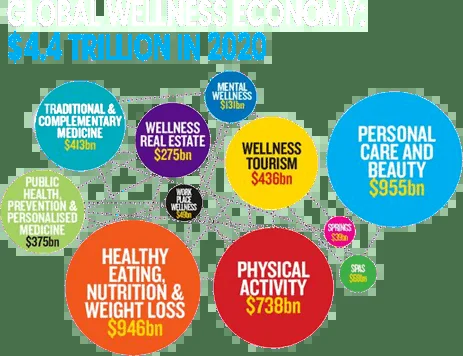 GLOBAL WELLNESS ECONOMY:
$4.4 TRILLION IN 2020
MENTAL
WELLNESS
$131bn
TRADITIONAL &
COMPLEMENTARY
MEDICINE
$413bn
WELLNESS
REAL ESTATE
$275bn
WELLNESS
TOURISM
$436bn
PERSONAL
CARE AND
BEAUTY
$955bn
PUBLIC
HEALTH,
PREVENTION &
PERSONALISED
MEDICINE
$375bn
WORK
PLACE
WELLNESS
$49bn
SPRINGS
$39bn
SPAS
$68bn
HEALTHY
EATING,
NUTRITION &
WEIGHT LOSS
$946bn
PHYSICAL
ACTIVITY
$738bn